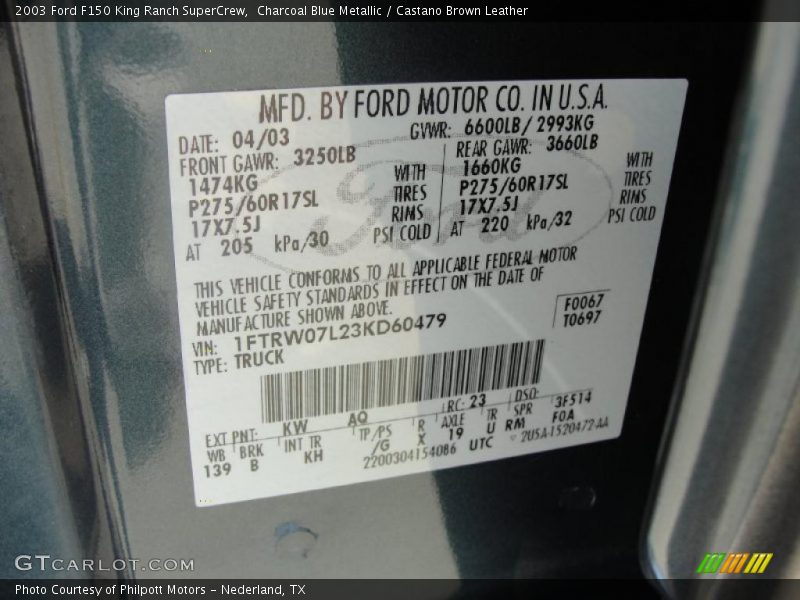 2003 Ford F150 King Ranch SuperCrew,  Charcoal Blue Metallic / Castano Brown Leather
MFD. BY FORD MOTOR CO. IN U.S.A.
DATE: 04/03 GVWR: 6600LB/ 2993KG
FRONT GAWR: 3250LB REAR GAWR: 3660LB
1474KG WITH 1660KG WITH
P275/60R17SL TIRES P275/60R17SL TIRES
17X7.5J RIMS 17X7.5J RIMS
AT 205 kPa/30 PSI COLD AT 220 kPa/32 PSI COLD
Ford
THIS VEHICLE CONFORMS TO ALL APPLICABLE FEDERAL MOTOR
VEHICLE SAFETY STANDARDS IN EFFECT ON THE DATE OF
MANUFACTURE SHOWN ABOVE.
F0067
T0697
VIN: 1FTRW07L23KD60479
TYPE: TRUCK
EXT PNT: KW AQ RC: 23 DSO: 3F514
WB BRK INT TR TP/PS R AXLE TR SPR F0A
139 B KH /G X 19 U RM
2200304154086 UTC 2U5A-1520472-AA
GTcarlot.com
Photo Courtesy of Philpott Motors - Nederland, TX